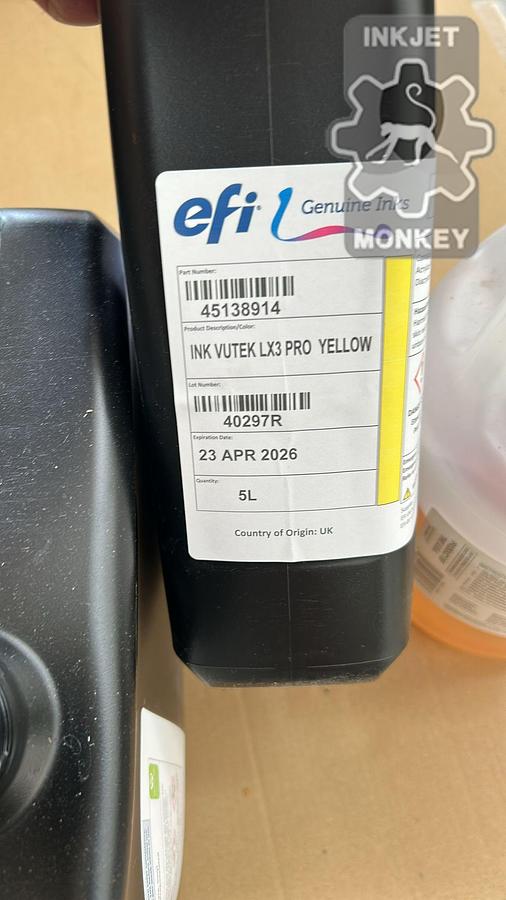 INKJET
MONKEY
efi Genuine Inks
Part Number:
45138914
Product Description/Color:
INK VUTEK LX3 PRO YELLOW
Lot Number:
40297R
Expiration Date:
23 APR 2026
Quantity:
5L
Country of Origin: UK